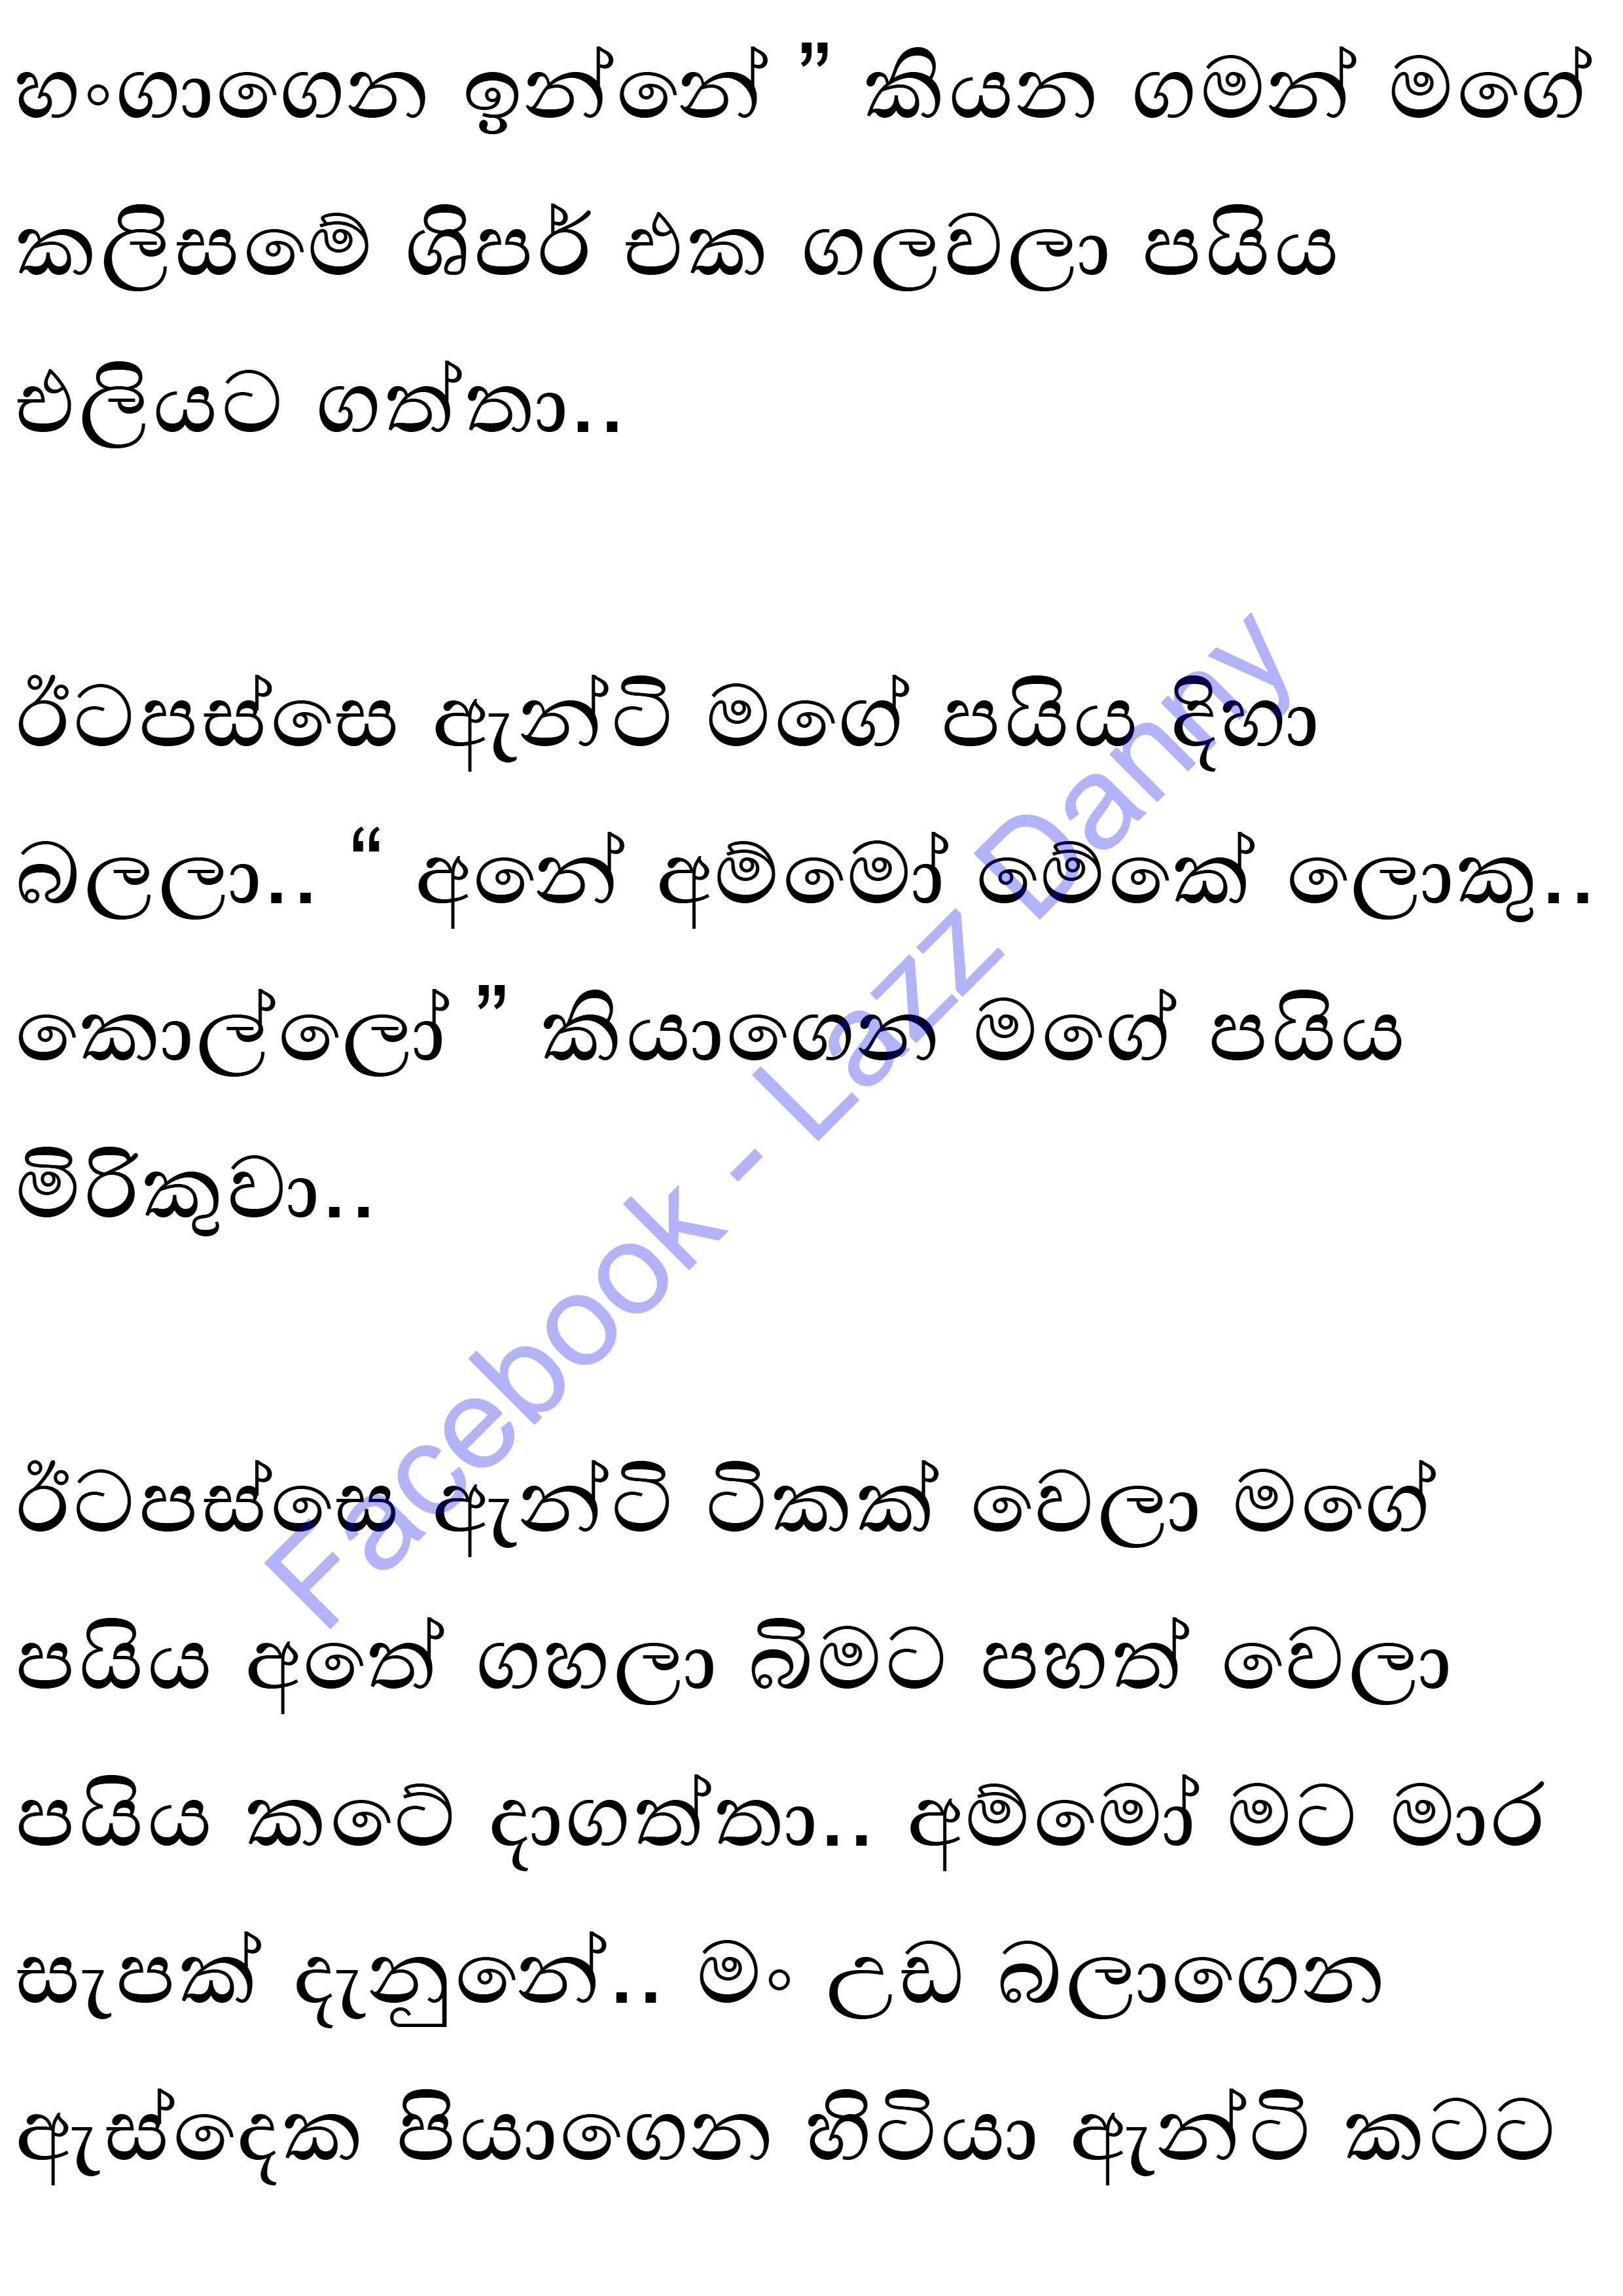 හංගාගෙන ඉන්නේ ” කියන ගමන් මගේ
කලිසමේ ශිපර් එක ගලවලා පයිය
එලියට ගත්තා..
ඊටපස්සෙ ඇන්ටි මගේ පයිය දිහා
බලලා.. “ අනේ අම්මෝ මේකේ ලොකු..
කොල්ලෝ ” කියාගෙන මගේ පයිය
මිරිකුවා..
ඊටපස්සෙ ඇන්ටි ටිකක් වෙලා මගේ
පයිය අතේ ගහලා බිමට පහත් වෙලා
පයිය කටේ දාගත්තා.. අම්මෝ මට මාර
සැපක් දැනුනේ.. මං උඩ බලාගෙන
ඇස්දෙක පියාගෙන හිටියා ඇන්ටි කටට
Facebook - Lazz Danny